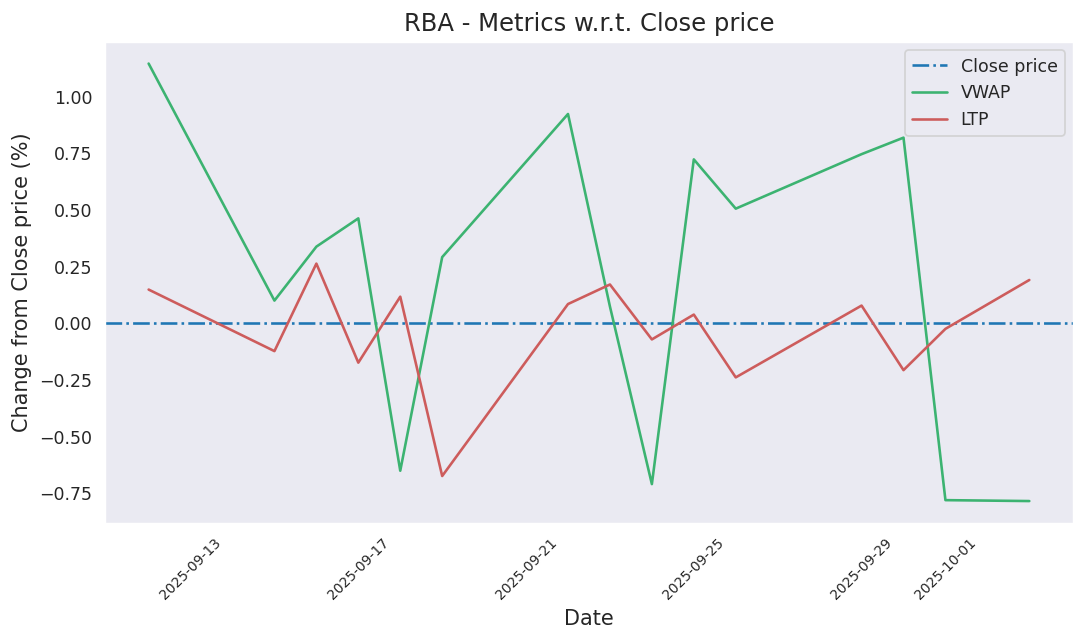 RBA - Metrics w.r.t. Close price
Close price
VWAP
LTP
Change from Close price (%)
1.00
0.75
0.50
0.25
0.00
−0.25
−0.50
−0.75
2025-09-13
2025-09-17
2025-09-21
2025-09-25
2025-09-29
2025-10-01
Date